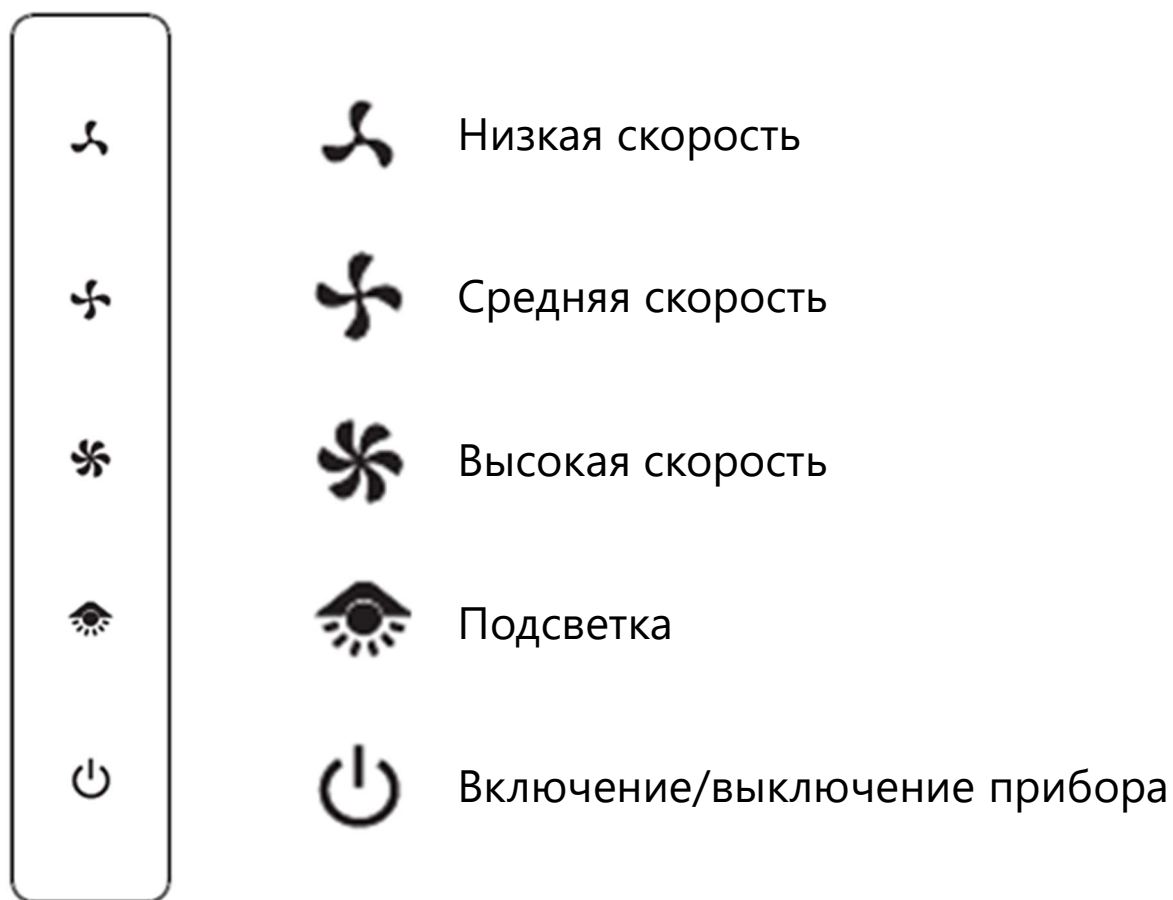 Низкая скорость
Средняя скорость
Высокая скорость
Подсветка
Включение/выключение прибора